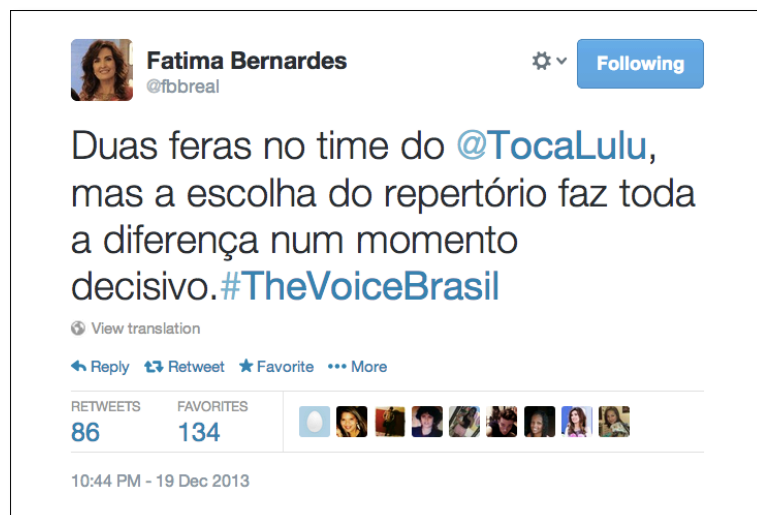 Fatima Bernardes
@fbbreal
Following
Duas feras no time do @TocaLulu,
mas a escolha do repertório faz toda
a diferença num momento
decisivo.#TheVoiceBrasil
View translation
Reply Retweet Favorite More
RETWEETS FAVORITES
86 134
10:44 PM - 19 Dec 2013